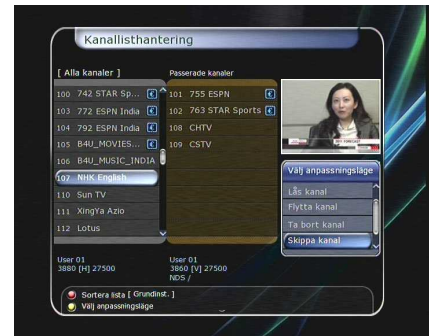 Kanallisthantering
[ Alla kanaler ]
100 742 STAR Sp...
103 772 ESPN India
104 792 ESPN India
105 B4U_MOVIES...
106 B4U_MUSIC_INDIA
107 NHK English
110 Sun TV
111 XingYa Azio
112 Lotus
User 01
3880 [H] 27500
Passerade kanaler
101 755 ESPN
102 763 STAR Sports
108 CHTV
109 CSTV
User 01
3860 [V] 27500
NDS /
Välj anpassningsläge
Lås kanal
Flytta kanal
Ta bort kanal
Skippa kanal
Sortera lista [ Grundinst. ]
Välj anpassningsläge